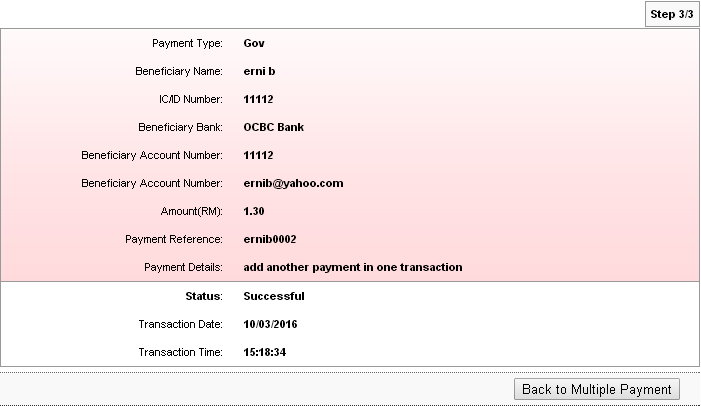 Step 3/3
Payment Type: Gov
Beneficiary Name: erni b
IC/ID Number: 11112
Beneficiary Bank: OCBC Bank
Beneficiary Account Number: 11112
Beneficiary Account Number: ernib@yahoo.com
Amount(RM): 1.30
Payment Reference: ernib0002
Payment Details: add another payment in one transaction
Status: Successful
Transaction Date: 10/03/2016
Transaction Time: 15:18:34
Back to Multiple Payment